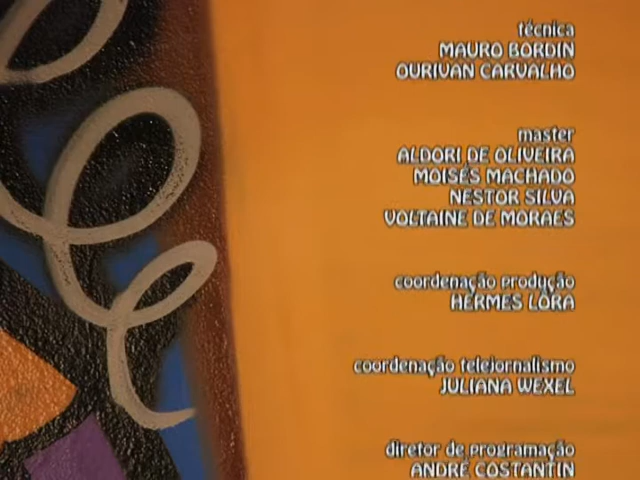 técnica
MAURO BORDIN
OURIVAN CARVALHO
master
ALDORI DE OLIVEIRA
MOISÉS MACHADO
NESTOR SILVA
VOLTAINE DE MORAES
coordenação produção
HERMES LÓRA
coordenação telejornalismo
JULIANA WEXEL
diretor de programação
ANDRÉ COSTANTIN